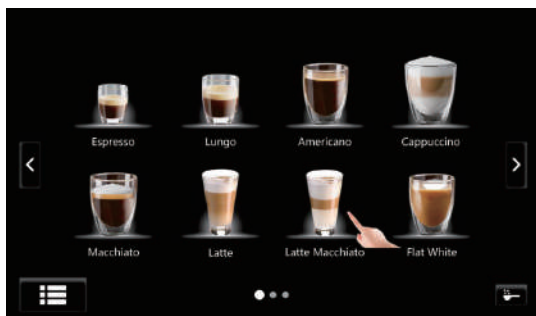 Espresso
Lungo
Americano
Cappuccino
Macchiato
Latte
Latte Macchiato
Flat White